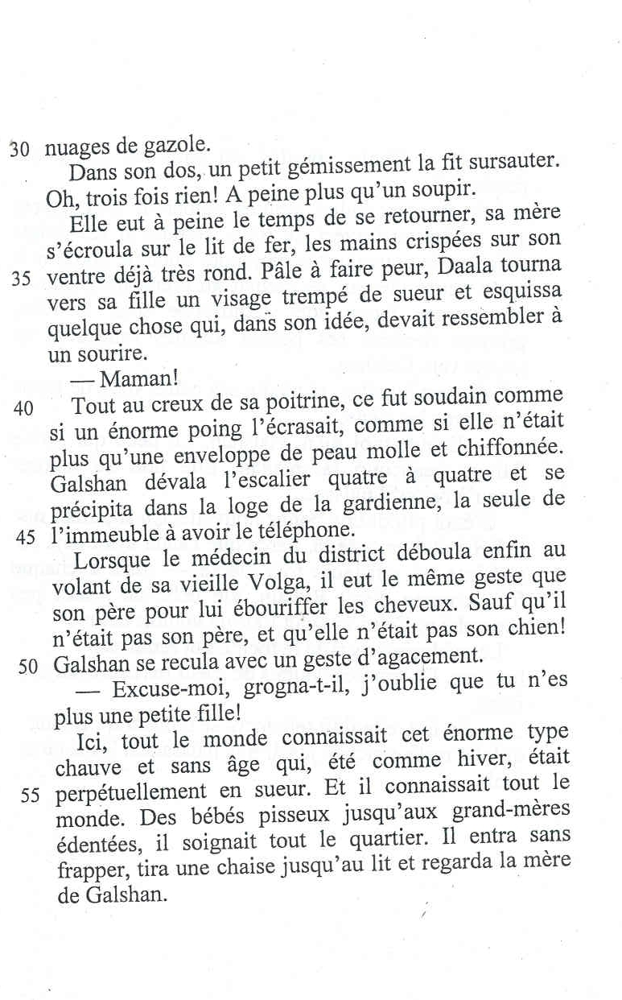 30 nuages de gazole.
Dans son dos, un petit gémissement la fit sursauter.
Oh, trois fois rien! A peine plus qu'un soupir.
Elle eut à peine le temps de se retourner, sa mère
s'écroula sur le lit de fer, les mains crispées sur son
35 ventre déjà très rond. Pâle à faire peur, Daala tourna
vers sa fille un visage trempé de sueur et esquissa
quelque chose qui, dans son idée, devait ressembler à
un sourire.
— Maman!
40 Tout au creux de sa poitrine, ce fut soudain comme
si un énorme poing l'écrasait, comme si elle n'était
plus qu'une enveloppe de peau molle et chiffonnée.
Galshan dévala l'escalier quatre à quatre et se
précipita dans la loge de la gardienne, la seule de
45 l'immeuble à avoir le téléphone.
Lorsque le médecin du district déboula enfin au
volant de sa vieille Volga, il eut le même geste que
son père pour lui ébouriffer les cheveux. Sauf qu'il
n'était pas son père, et qu'elle n'était pas son chien!
50 Galshan se recula avec un geste d'agacement.
— Excuse-moi, grogna-t-il, j'oublie que tu n'es
plus une petite fille!
Ici, tout le monde connaissait cet énorme type
chauve et sans âge qui, été comme hiver, était
55 perpétuellement en sueur. Et il connaissait tout le
monde. Des bébés pisseux jusqu'aux grand-mères
édentées, il soignait tout le quartier. Il entra sans
frapper, tira une chaise jusqu'au lit et regarda la mère
de Galshan.